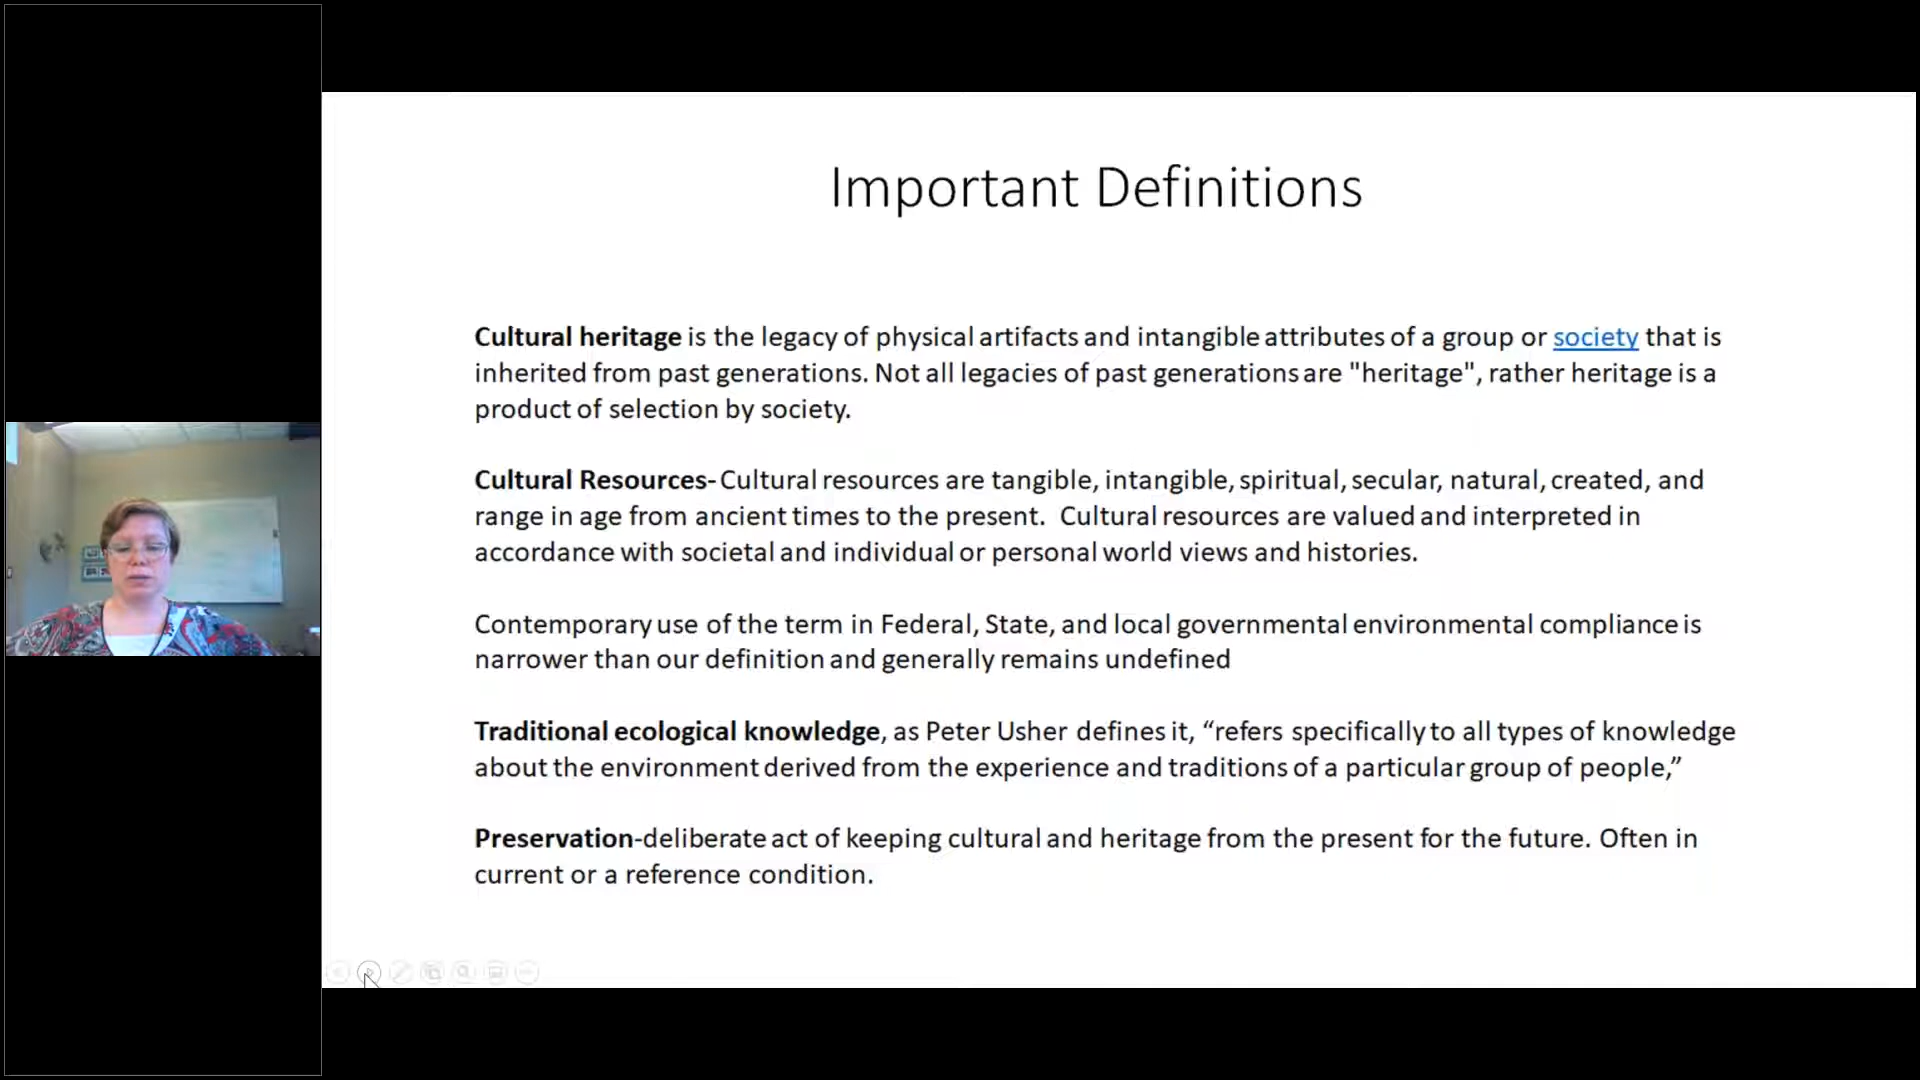 Important Definitions
Cultural heritage is the legacy of physical artifacts and intangible attributes of a group or society that is
inherited from past generations. Not all legacies of past generations are "heritage", rather heritage is a
product of selection by society.
Cultural Resources- Cultural resources are tangible, intangible, spiritual, secular, natural, created, and
range in age from ancient times to the present.  Cultural resources are valued and interpreted in
accordance with societal and individual or personal world views and histories.
Contemporary use of the term in Federal, State, and local governmental environmental compliance is
narrower than our definition and generally remains undefined
Traditional ecological knowledge, as Peter Usher defines it, “refers specifically to all types of knowledge
about the environment derived from the experience and traditions of a particular group of people,”
Preservation-deliberate act of keeping cultural and heritage from the present for the future. Often in
current or a reference condition.